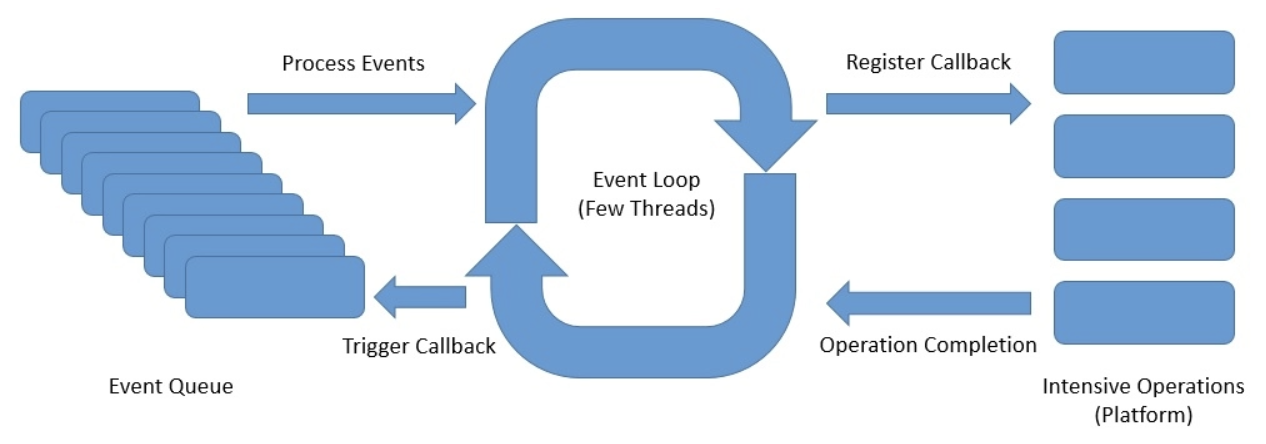 Process Events
Register Callback
Event Loop
(Few Threads)
Trigger Callback
Operation Completion
Event Queue
Intensive Operations
(Platform)